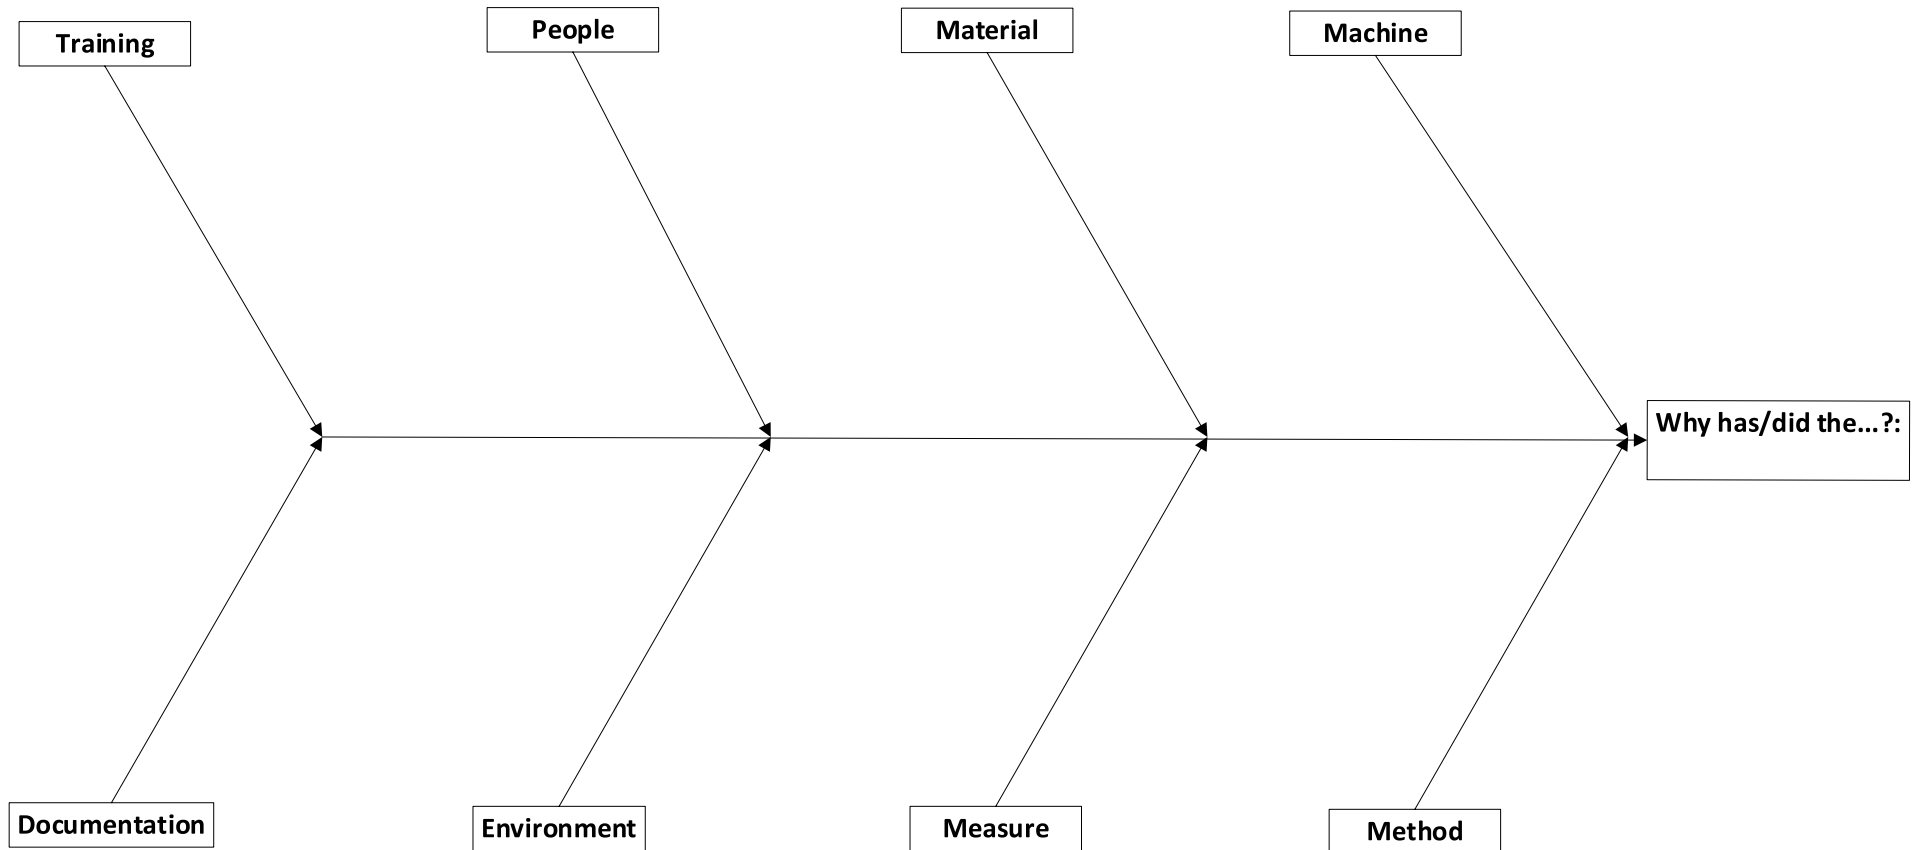 Training
People
Material
Machine
Why has/did the...?:
Documentation
Environment
Measure
Method